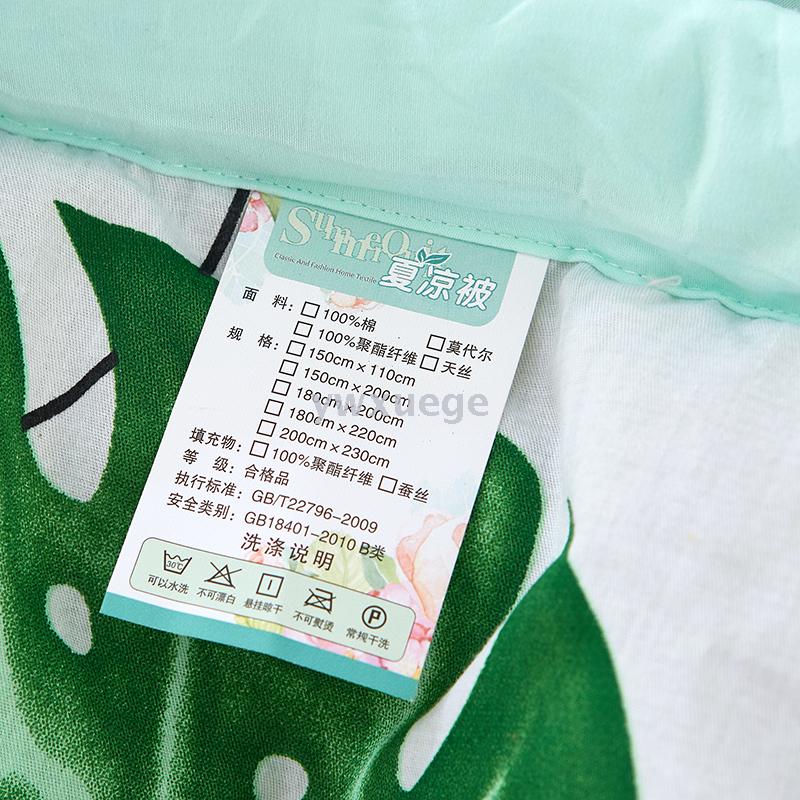 Summer Quilt
Classic And Fashion Home Textile
夏凉被
面 料: □ 100%棉 □ 莫代尔
□ 100%聚酯纤维 □ 天丝
规 格: □ 150cm×110cm
□ 150cm×200cm
□ 180cm×200cm
□ 180cm×220cm
□ 200cm×230cm
填充物: □ 100%聚酯纤维 □ 蚕丝
等 级: 合格品
执行标准: GB/T22796-2009
安全类别: GB18401-2010 B类
洗涤说明
30℃
P
可以水洗 不可漂白 悬挂晾干 不可熨烫 常规干洗
ywxuege